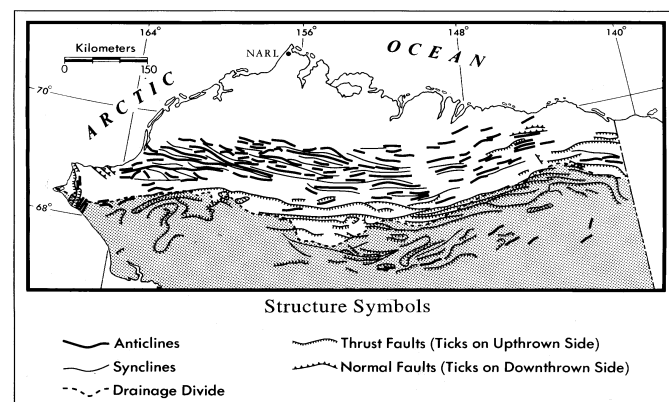 164° 156° 148° 140°
Kilometers
0 150
NARL
ARCTIC OCEAN
70°
68°
Structure Symbols
Anticlines
Synclines
Drainage Divide
Thrust Faults (Ticks on Upthrown Side)
Normal Faults (Ticks on Downthrown Side)